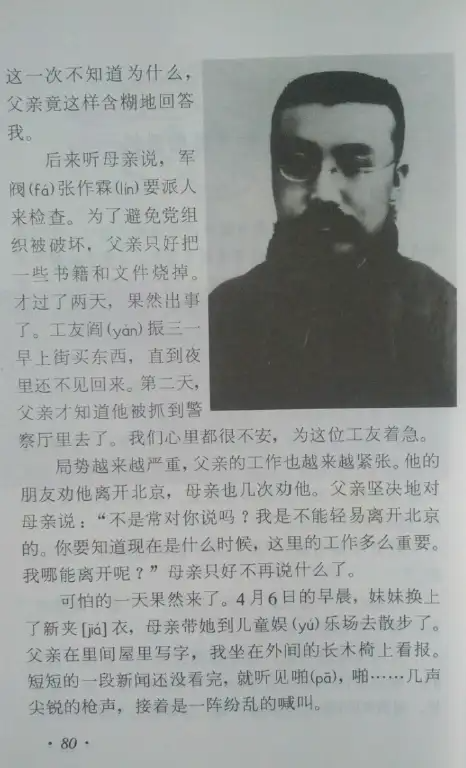 这一次不知道为什么，
父亲竟这样含糊地回答
我。
后来听母亲说，军
阀(fá)张作霖(lín)要派人
来检查。为了避免党组
织被破坏，父亲只好把
一些书籍和文件烧掉。
才过了两天，果然出事
了。工友阎(yán)振三一
早上街买东西，直到夜
里还不见回来。第二天，
父亲才知道他被抓到警
察厅里去了。我们心里都很不安，为这位工友着急。
局势越来越严重，父亲的工作也越来越紧张。他的
朋友劝他离开北京，母亲也几次劝他。父亲坚决地对
母亲说：“不是常对你说吗？我是不能轻易离开北京
的。你要知道现在是什么时候，这里的工作多么重要。
我哪能离开呢？”母亲只好不再说什么了。
可怕的一天果然来了。4月6日的早晨，妹妹换上
了新夹[jiá]衣，母亲带她到儿童娱(yú)乐场去散步了。
父亲在里间屋里写字，我坐在外间的长木椅上看报。
短短的一段新闻还没看完，就听见啪(pā)，啪……几声
尖锐的枪声，接着是一阵纷乱的喊叫。
·80·